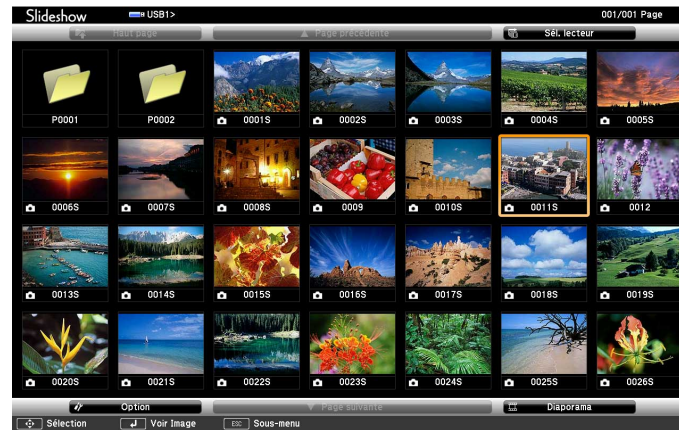 Slideshow USB1> 001/001 Page
Haut page Page précédente Sél. lecteur
P0001 P0002 0001S 0002S 0003S 0004S 0005S
0006S 0007S 0008S 0009 0010S 0011S 0012
0013S 0014S 0015S 0016S 0017S 0018S 0019S
0020S 0021S 0022S 0023S 0024S 0025S 0026S
Option Page suivante Diaporama
Sélection Voir Image ESC Sous-menu